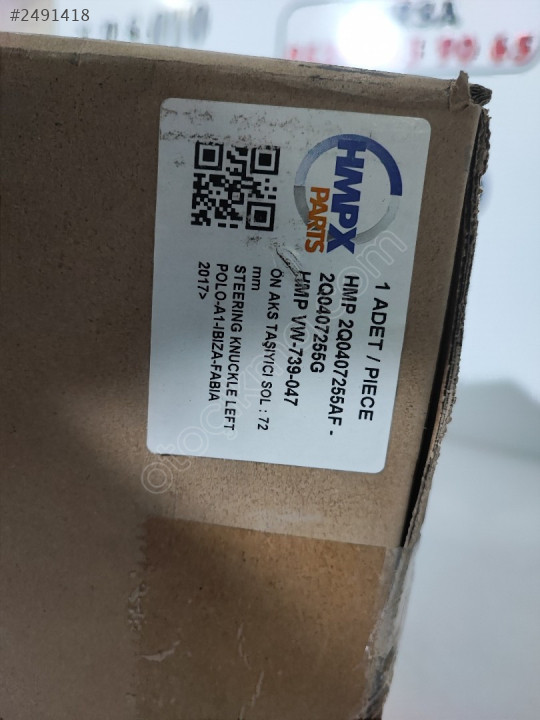 #2491418
HMPX
PARTS
1 ADET / PIECE
HMP 2Q0407255AF -
2Q0407255G
HMP VW-739-047
ÖN AKS TAŞIYICI SOL : 72
mm
STEERING KNUCKLE LEFT
POLO-A1-IBIZA-FABIA
2017>